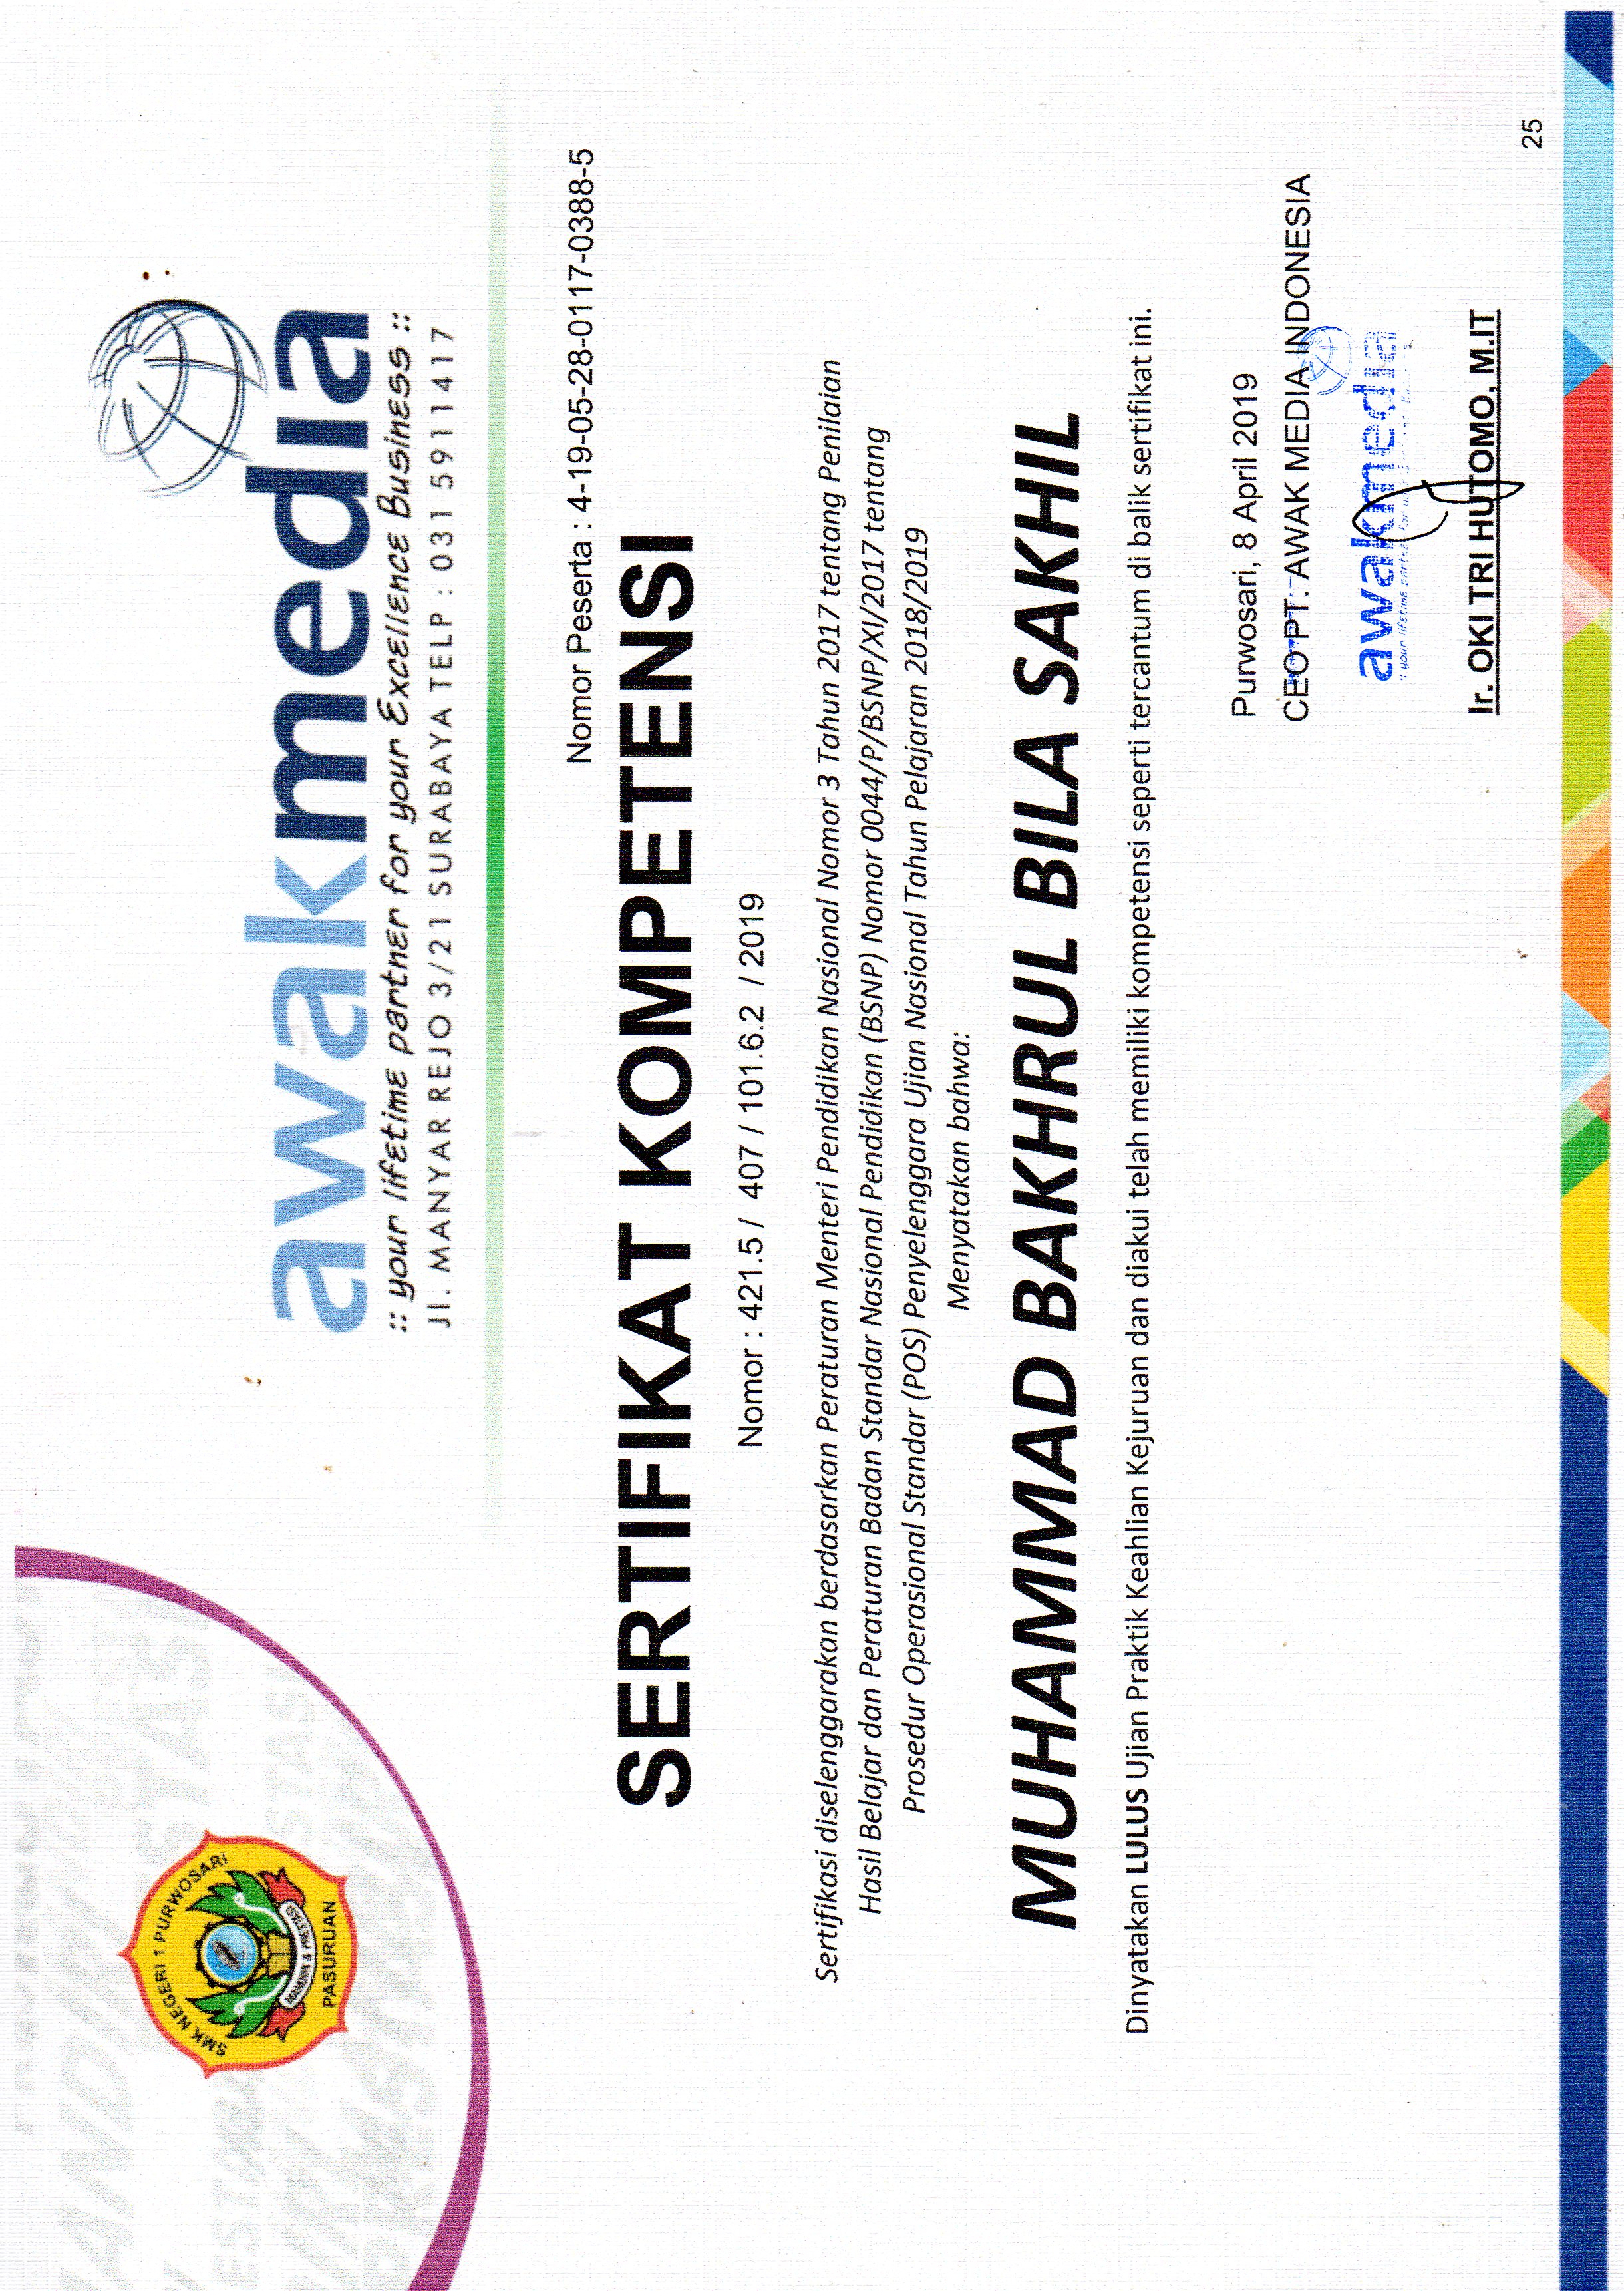 SMK NEGERI 1 PURWOSARI
PASURUAN
awakmedia
:: your lifetime partner for your Excellence Business ::
Jl. MANYAR REJO 3/21 SURABAYA TELP : 031 5911417
Nomor Peserta : 4-19-05-28-0117-0388-5
SERTIFIKAT KOMPETENSI
Nomor : 421.5 / 407 / 101.6.2 / 2019
Sertifikasi diselenggarakan berdasarkan Peraturan Menteri Pendidikan Nasional Nomor 3 Tahun 2017 tentang Penilaian
Hasil Belajar dan Peraturan Badan Standar Nasional Pendidikan (BSNP) Nomor 0044/P/BSNP/XI/2017 tentang
Prosedur Operasional Standar (POS) Penyelenggara Ujian Nasional Tahun Pelajaran 2018/2019
Menyatakan bahwa:
MUHAMMAD BAKHRUL BILA SAKHIL
Dinyatakan LULUS Ujian Praktik Keahlian Kejuruan dan diakui telah memiliki kompetensi seperti tercantum di balik sertifikat ini.
Purwosari, 8 April 2019
CEO PT. AWAK MEDIA INDONESIA
awakmedia
Ir. OKI TRI HUTOMO, M.IT
25